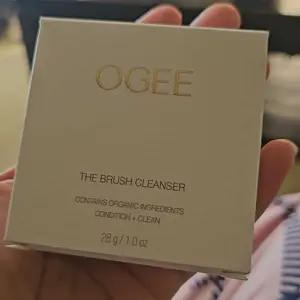 OGEE
THE BRUSH CLEANSER
CONTAINS ORGANIC INGREDIENTS
CONDITION + CLEAN
28 g / 1.0 oz